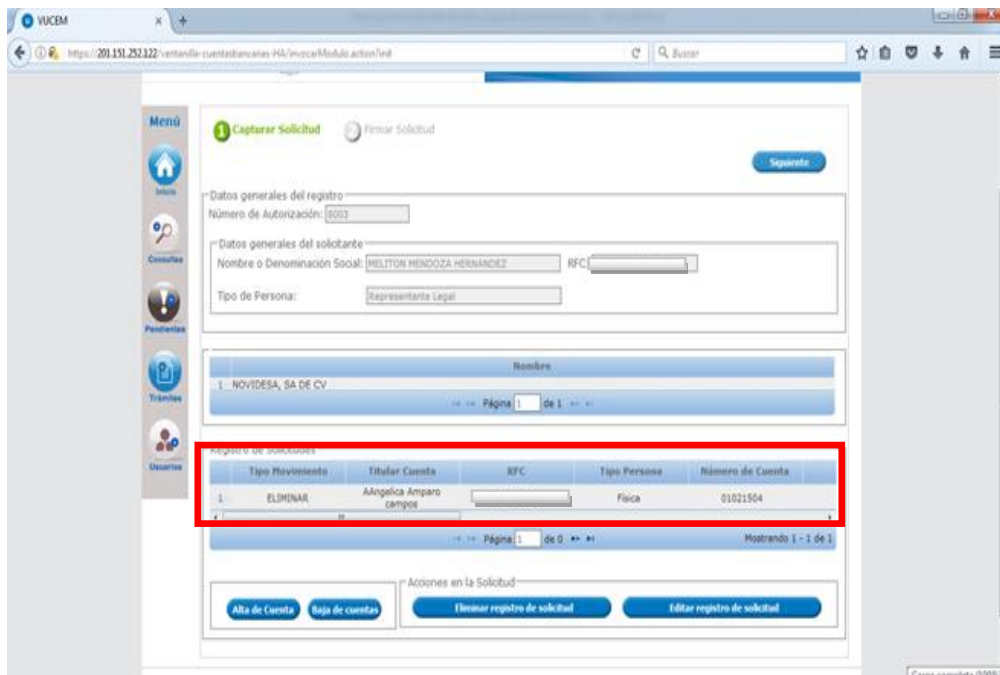 VUCEM
https://201.151.252.122/ventanilla-cuentasbancarias-HA/invocarModulo.action?init
Buscar
Menú
1 Capturar Solicitud Firmar Solicitud
Siguiente
Inicio
Datos generales del registro
Número de Autorización: 0003
Consultas
Datos generales del solicitante
Nombre o Denominación Social: MELITON MENDOZA HERNANDEZ RFC
Tipo de Persona: Representante Legal
Pendientes
Nombre
1 NOVIDESA, SA DE CV
Trámites
Página 1 de 1
Usuarios
Registro de Solicitudes
Tipo Movimiento Titular Cuenta RFC Tipo Persona Número de Cuenta
1 ELIMINAR AAngelica Amparo campos Física 01021504
Página 1 de 0 Mostrando 1 - 1 de 1
Acciones en la Solicitud
Alta de Cuenta Baja de cuentas Eliminar registro de solicitud Editar registro de solicitud